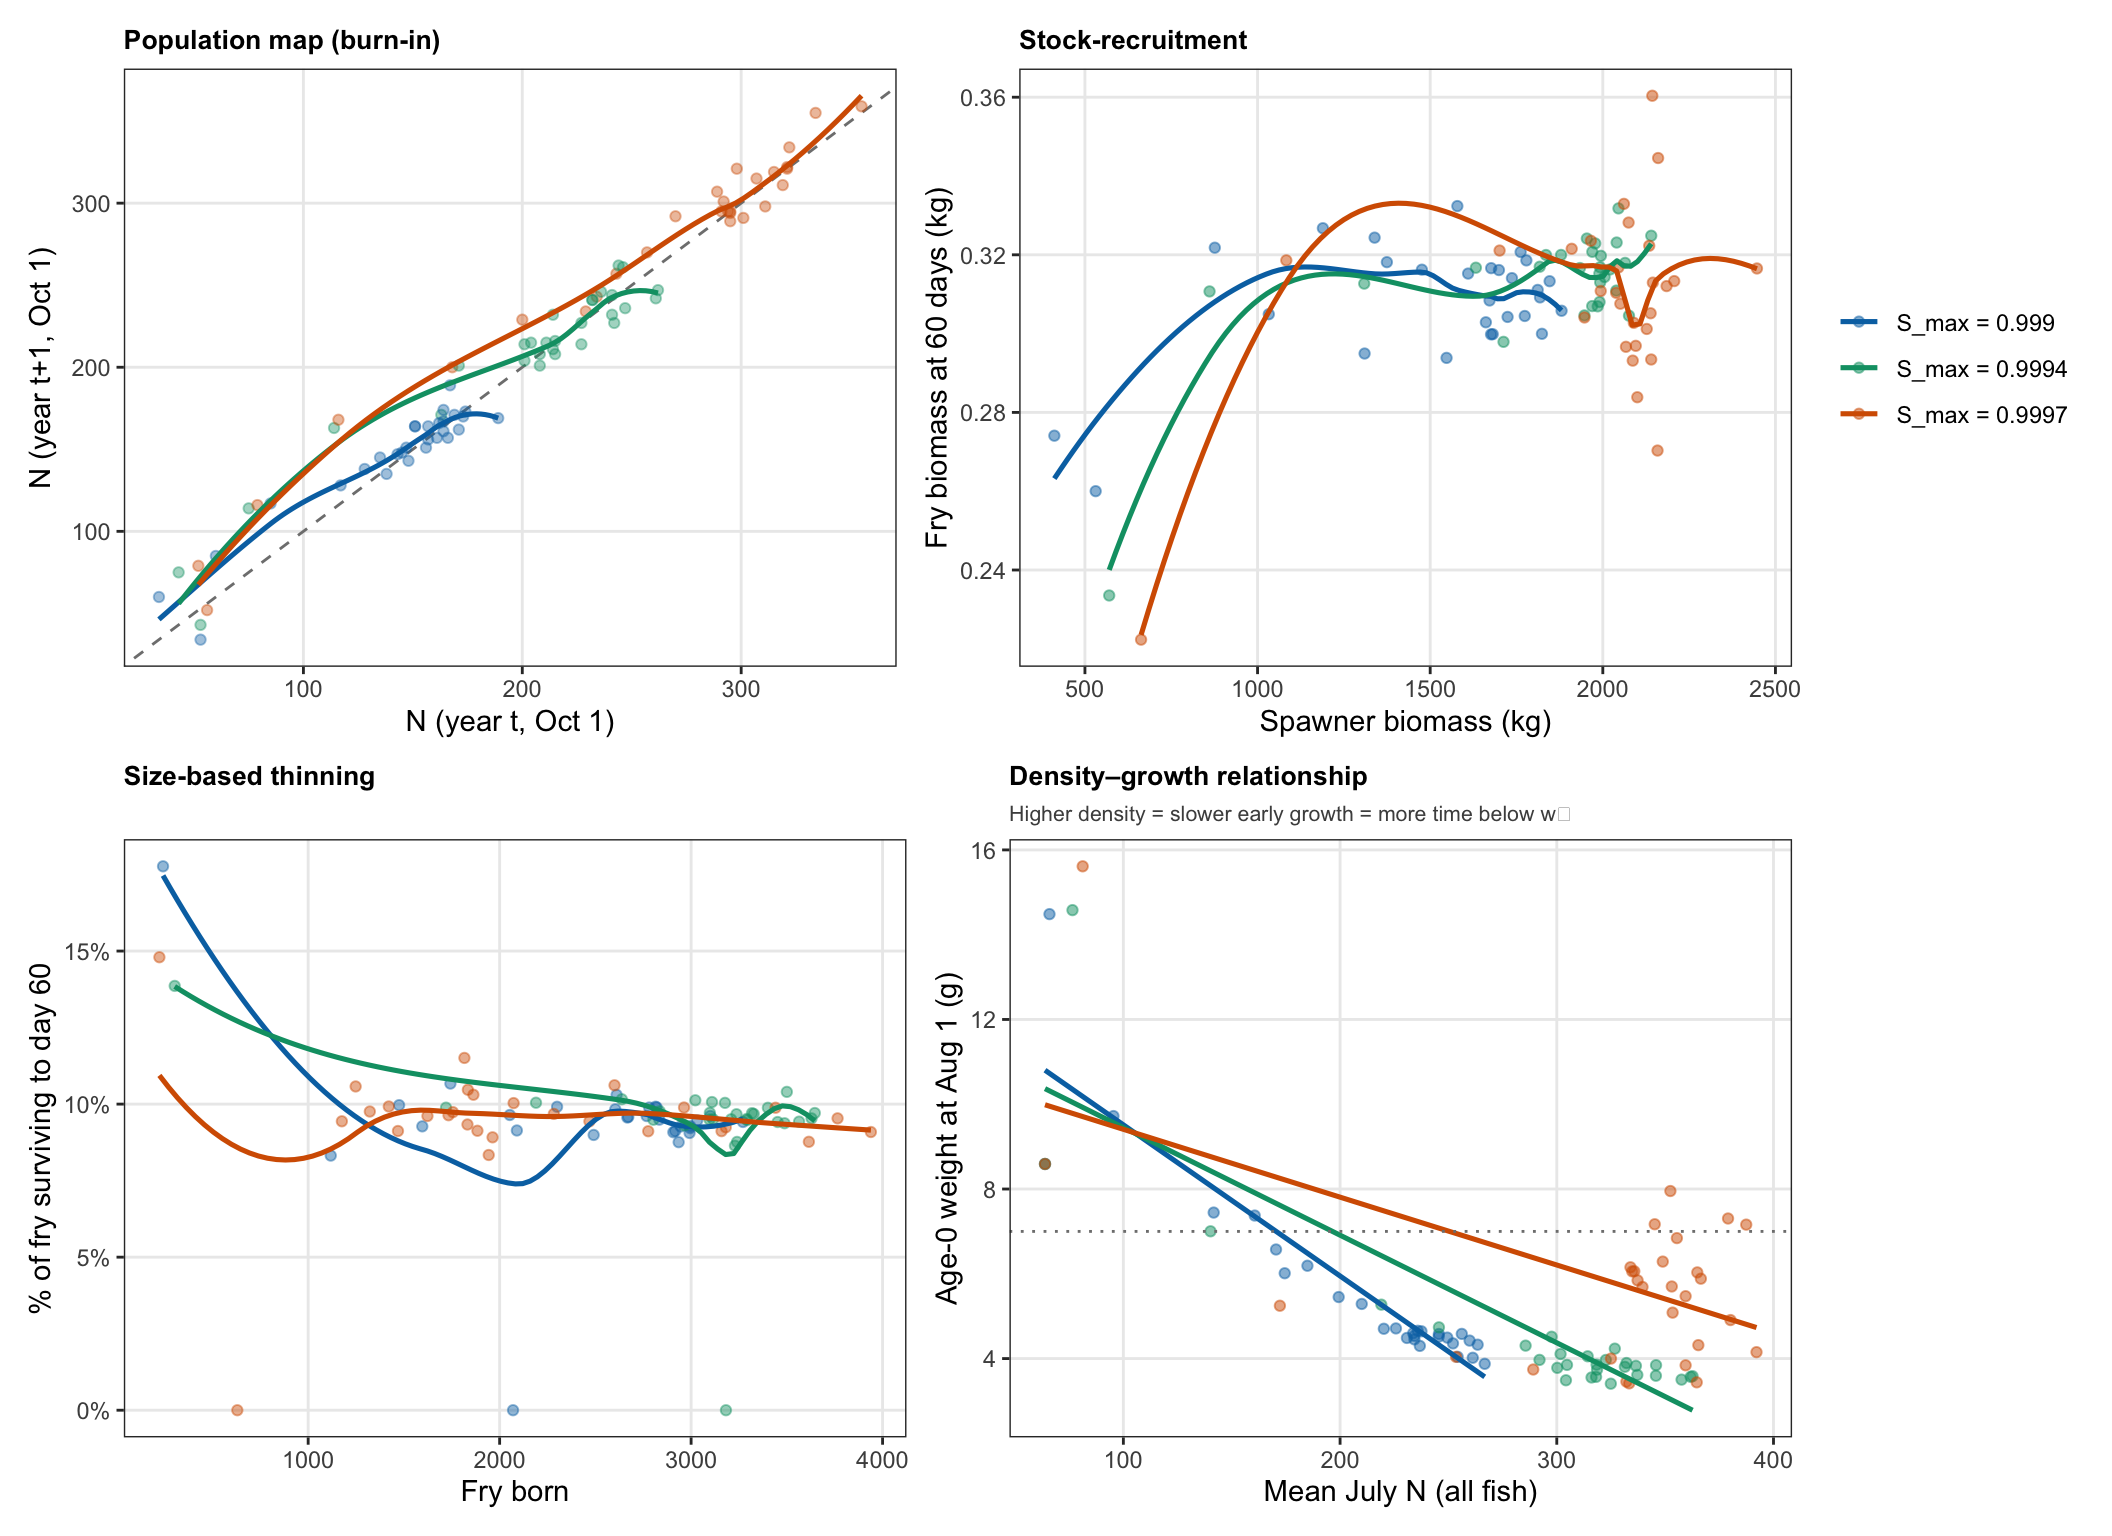 Population map (burn-in)
N (year t+1, Oct 1)
300
200
100
100
200
300
N (year t, Oct 1)
Stock-recruitment
Fry biomass at 60 days (kg)
0.36
0.32
0.28
0.24
500
1000
1500
2000
2500
Spawner biomass (kg)
S_max = 0.999
S_max = 0.9994
S_max = 0.9997
Size-based thinning
% of fry surviving to day 60
15%
10%
5%
0%
1000
2000
3000
4000
Fry born
Density–growth relationship
Higher density = slower early growth = more time below w□
Age-0 weight at Aug 1 (g)
16
12
8
4
100
200
300
400
Mean July N (all fish)